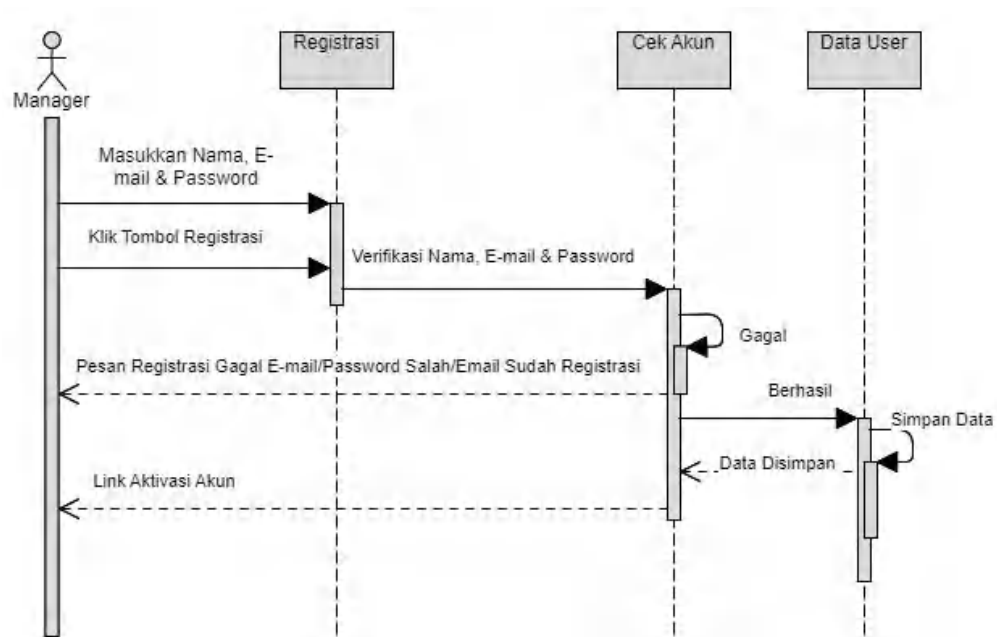 Registrasi
Cek Akun
Data User
Manager
Masukkan Nama, E-
mail & Password
Klik Tombol Registrasi
Verifikasi Nama, E-mail & Password
Gagal
Pesan Registrasi Gagal E-mail/Password Salah/Email Sudah Registrasi
Berhasil
Simpan Data
Data Disimpan
Link Aktivasi Akun